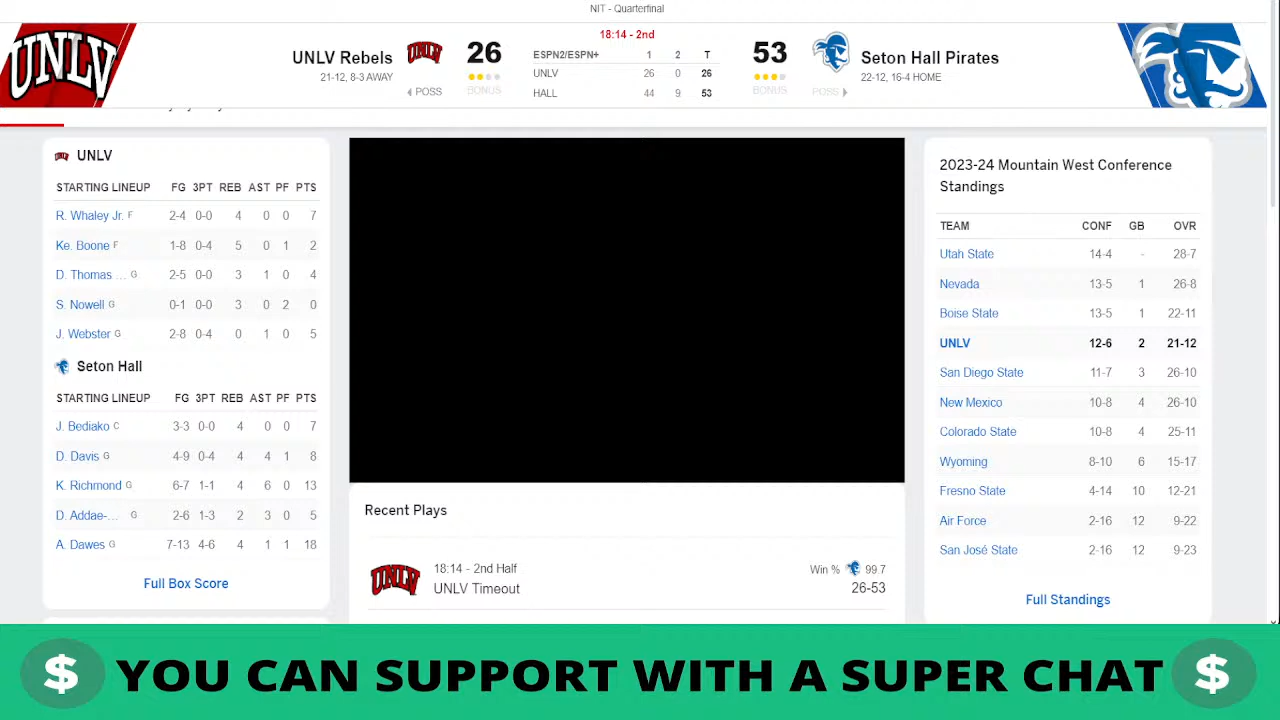 NIT - Quarterfinal
UNLV
UNLV Rebels
21-12, 8-3 AWAY
UNLV
26
BONUS
POSS
18:14 - 2nd
ESPN2/ESPN+ 1 2 T
UNLV 26 0 26
HALL 44 9 53
53
BONUS
POSS
Seton Hall Pirates
22-12, 16-4 HOME
UNLV UNLV
STARTING LINEUP FG 3PT REB AST PF PTS
R. Whaley Jr. F 2-4 0-0 4 0 0 7
Ke. Boone F 1-8 0-4 5 0 1 2
D. Thomas ... G 2-5 0-0 3 1 0 4
S. Nowell G 0-1 0-0 3 0 2 0
J. Webster G 2-8 0-4 0 1 0 5
Seton Hall
STARTING LINEUP FG 3PT REB AST PF PTS
J. Bediako C 3-3 0-0 4 0 0 7
D. Davis G 4-9 0-4 4 4 1 8
K. Richmond G 6-7 1-1 4 6 0 13
D. Addae-... G 2-6 1-3 2 3 0 5
A. Dawes G 7-13 4-6 4 1 1 18
Full Box Score
Recent Plays
UNLV
18:14 - 2nd Half
UNLV Timeout
Win % 99.7
26-53
2023-24 Mountain West Conference
Standings
TEAM CONF GB OVR
Utah State 14-4 - 28-7
Nevada 13-5 1 26-8
Boise State 13-5 1 22-11
UNLV 12-6 2 21-12
San Diego State 11-7 3 26-10
New Mexico 10-8 4 26-10
Colorado State 10-8 4 25-11
Wyoming 8-10 6 15-17
Fresno State 4-14 10 12-21
Air Force 2-16 12 9-22
San José State 2-16 12 9-23
Full Standings
$ YOU CAN SUPPORT WITH A SUPER CHAT $